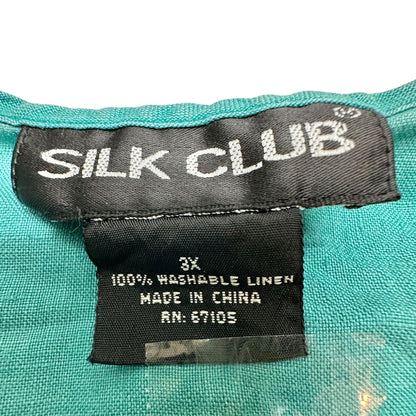 SILK CLUB®
3X
100% WASHABLE LINEN
MADE IN CHINA
RN: 67105